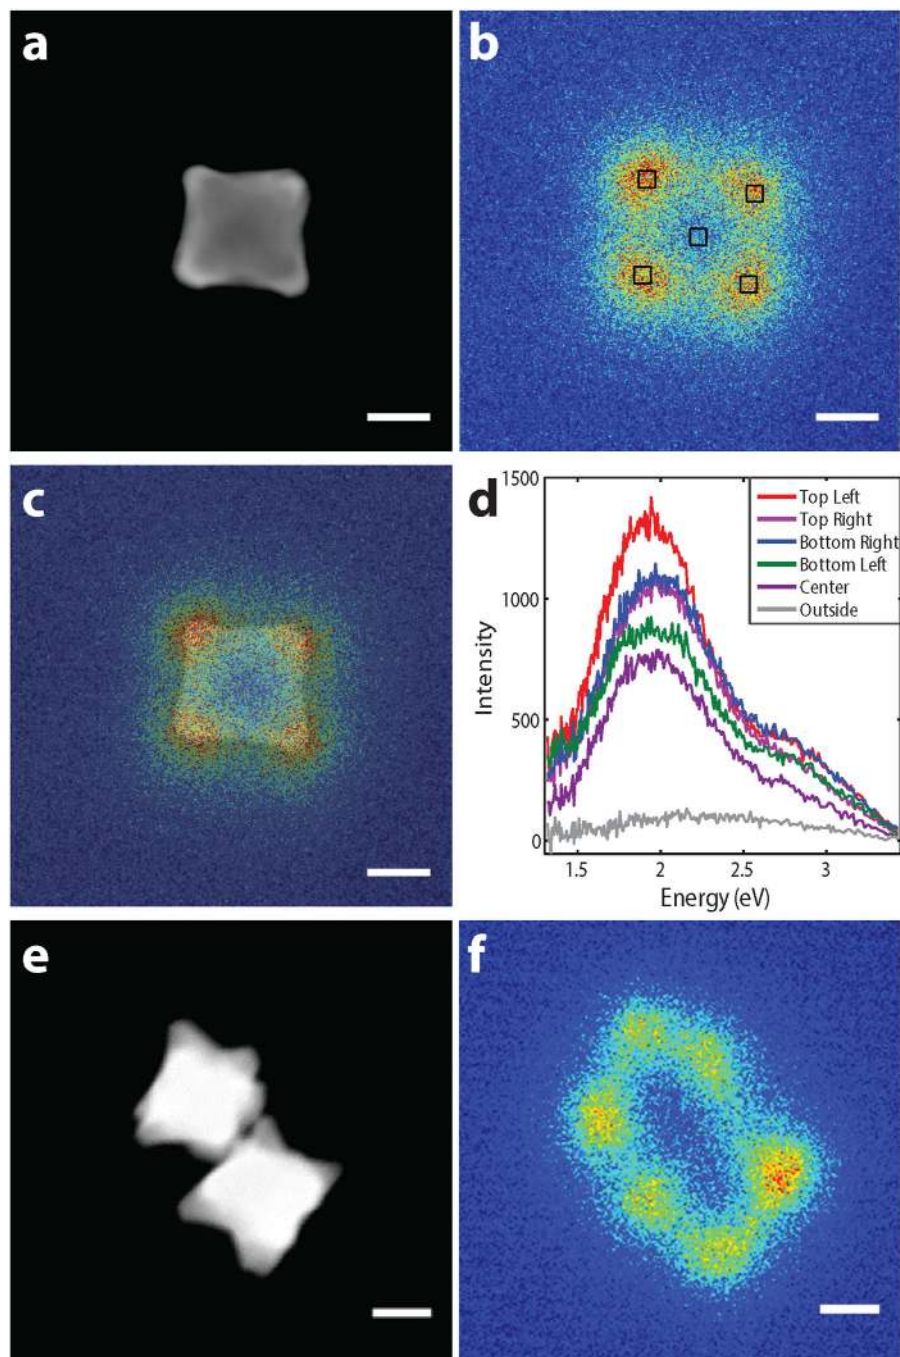 a
b
c
d
1500
1000
500
0
Intensity
1.5
2
2.5
3
Energy (eV)
Top Left
Top Right
Bottom Right
Bottom Left
Center
Outside
e
f